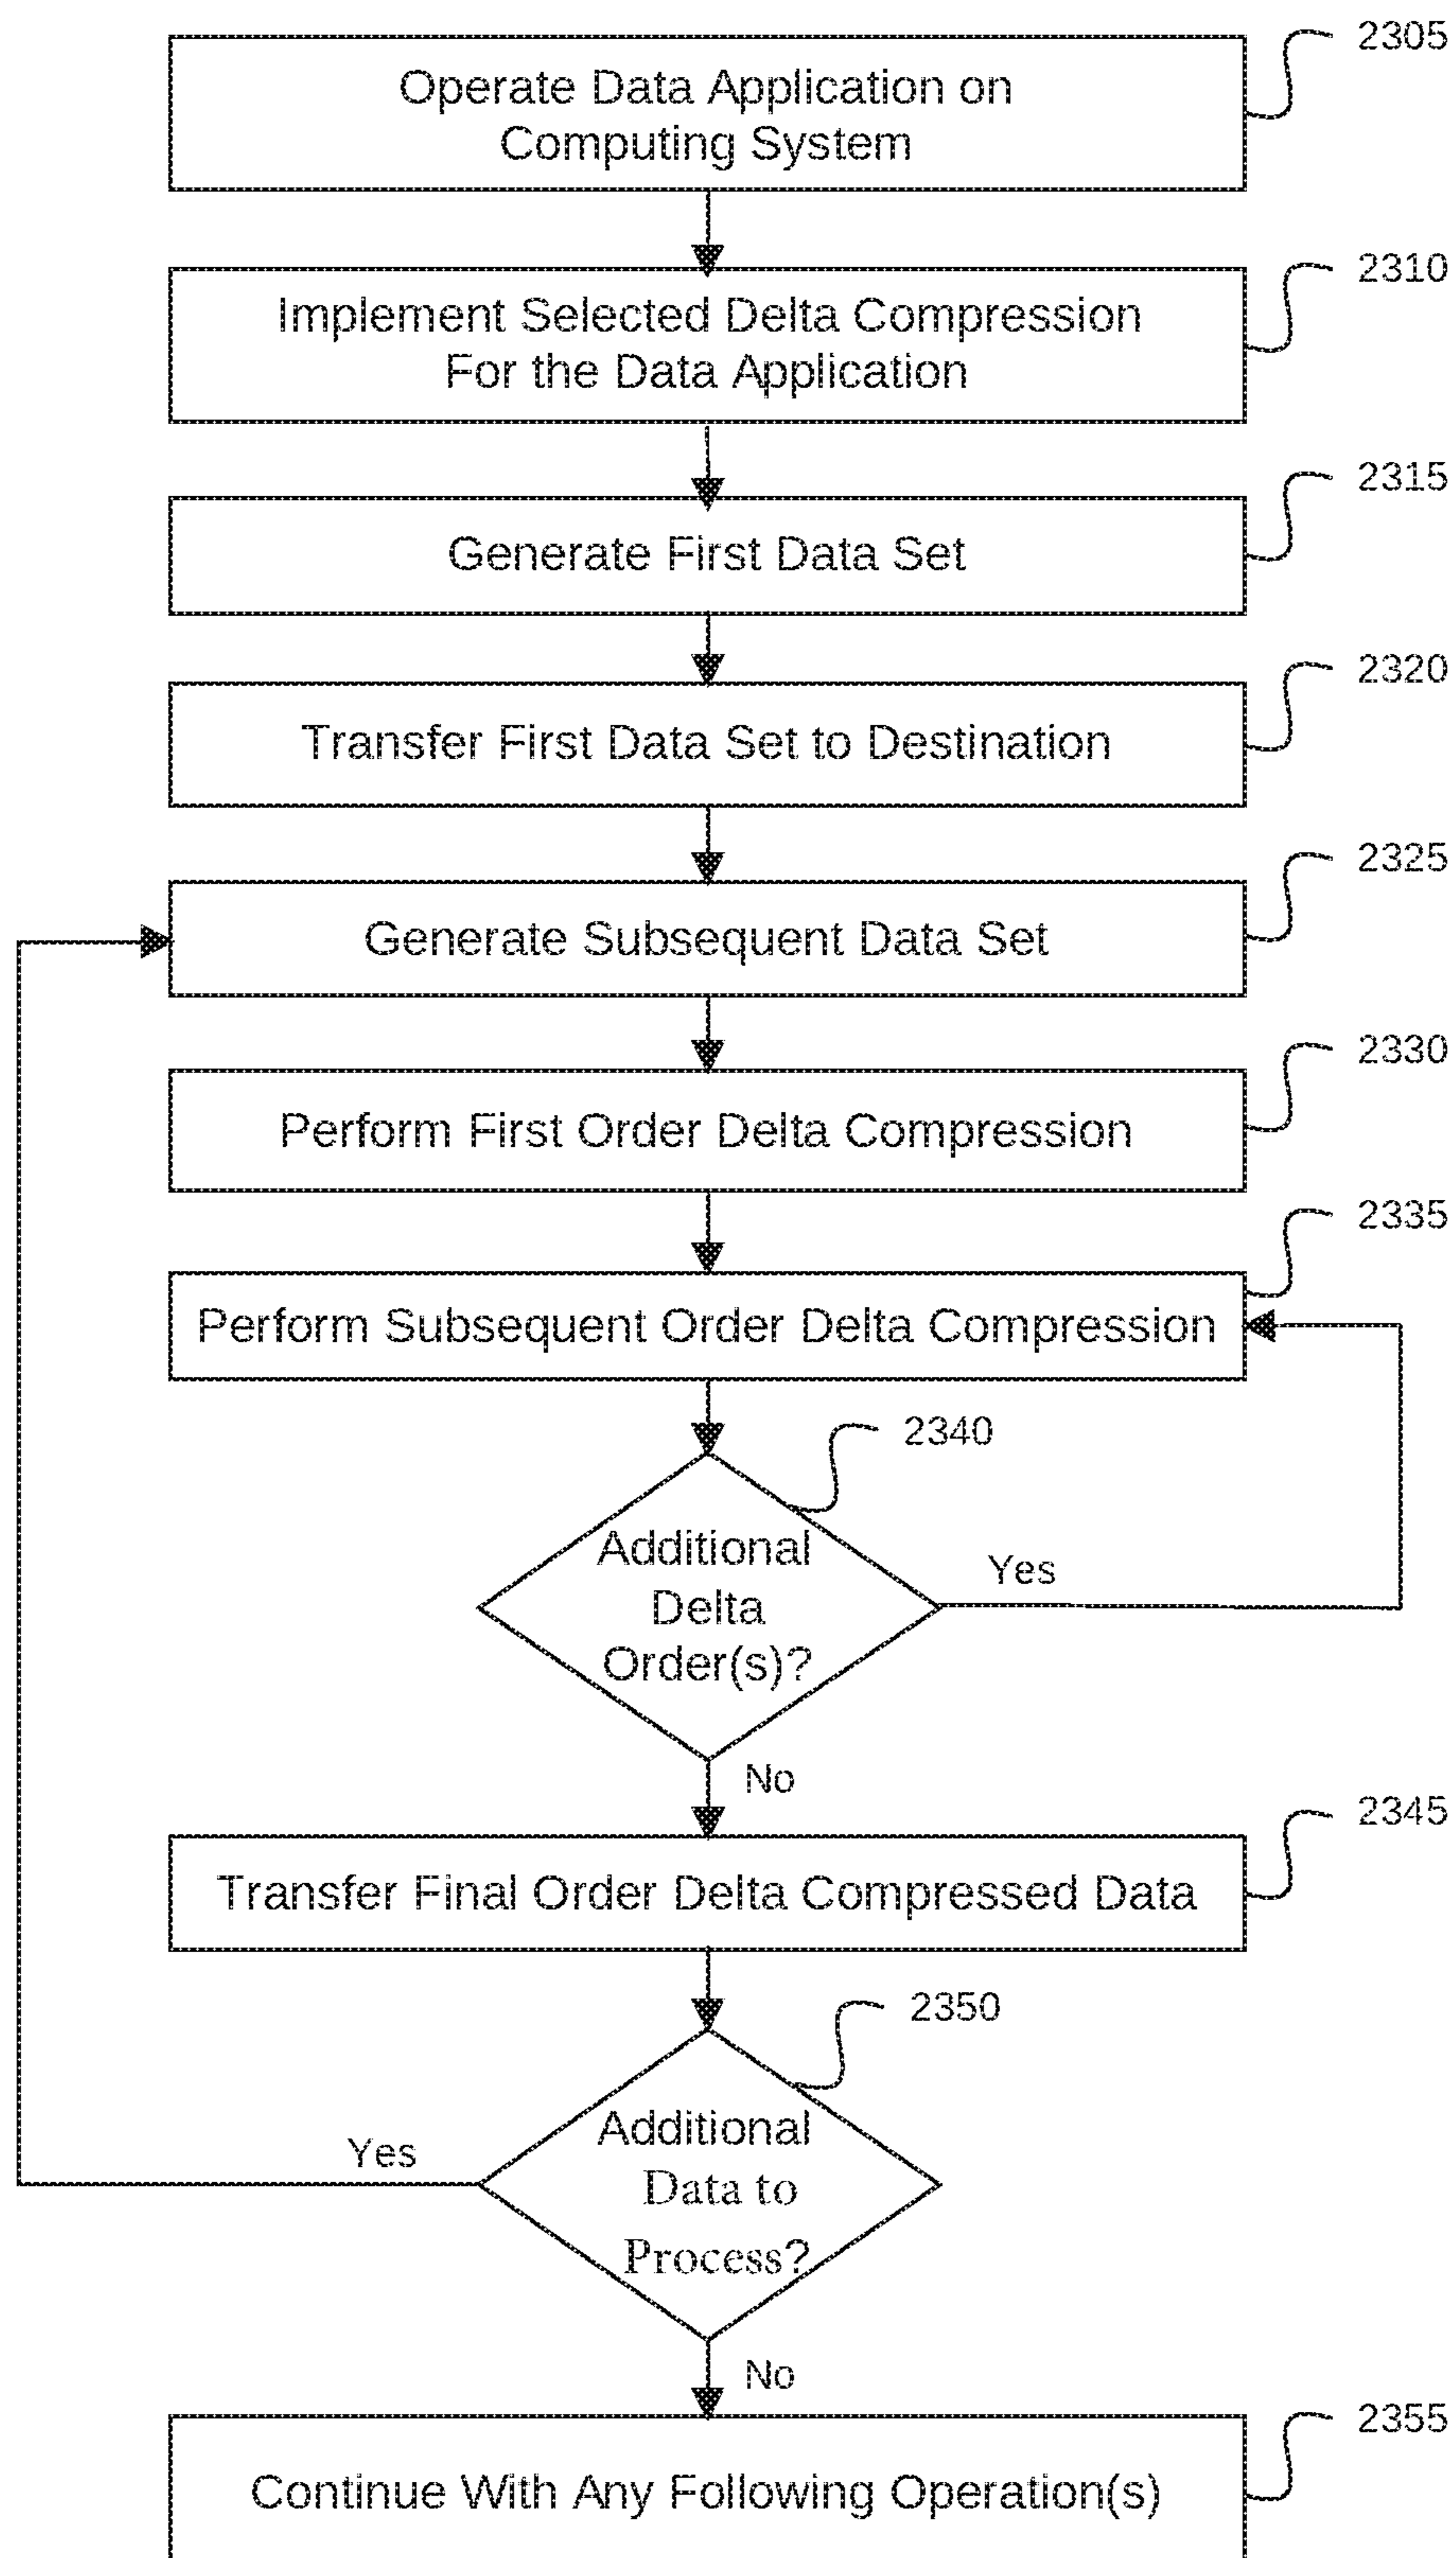 2305
Operate Data Application on
Computing System
2310
Implement Selected Delta Compression
For the Data Application
2315
Generate First Data Set
2320
Transfer First Data Set to Destination
2325
Generate Subsequent Data Set
2330
Perform First Order Delta Compression
2335
Perform Subsequent Order Delta Compression
2340
Additional
Delta
Order(s)?
Yes
No
2345
Transfer Final Order Delta Compressed Data
2350
Additional
Data to
Process?
Yes
No
2355
Continue With Any Following Operation(s)